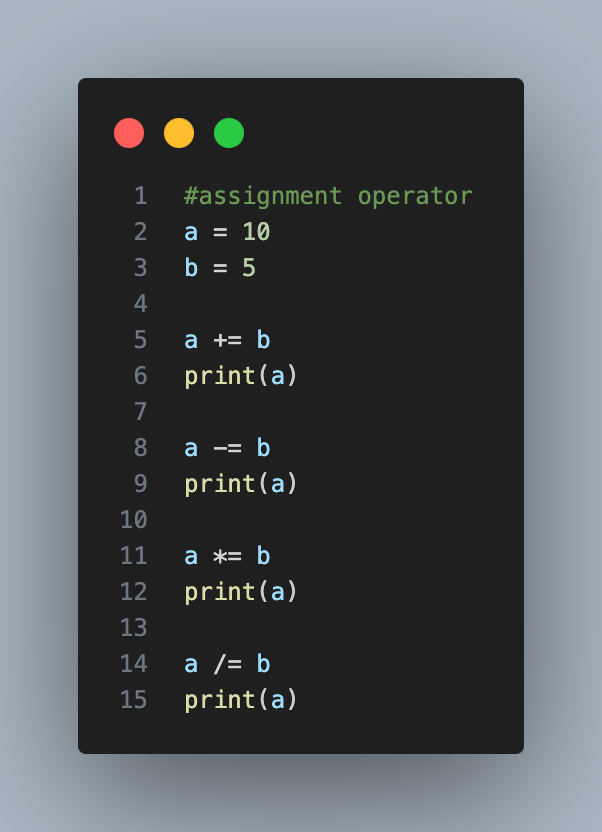 1 #assignment operator
2 a = 10
3 b = 5
4
5 a += b
6 print(a)
7
8 a -= b
9 print(a)
10
11 a *= b
12 print(a)
13
14 a /= b
15 print(a)